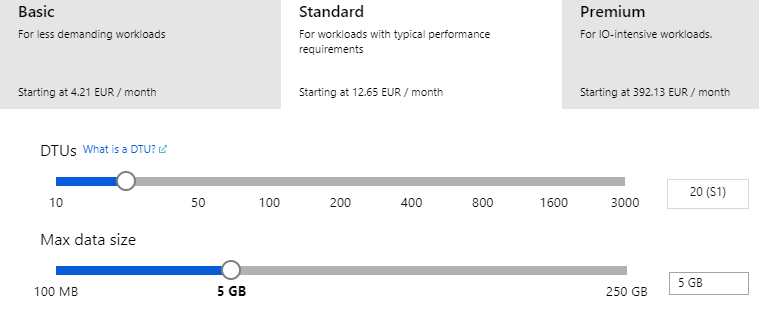 Basic
For less demanding workloads
Starting at 4.21 EUR / month
Standard
For workloads with typical performance
requirements
Starting at 12.65 EUR / month
Premium
For IO-intensive workloads.
Starting at 392.13 EUR / month
DTUs What is a DTU?
10 50 100 200 400 800 1600 3000
20 (S1)
Max data size
100 MB 5 GB 250 GB
5 GB